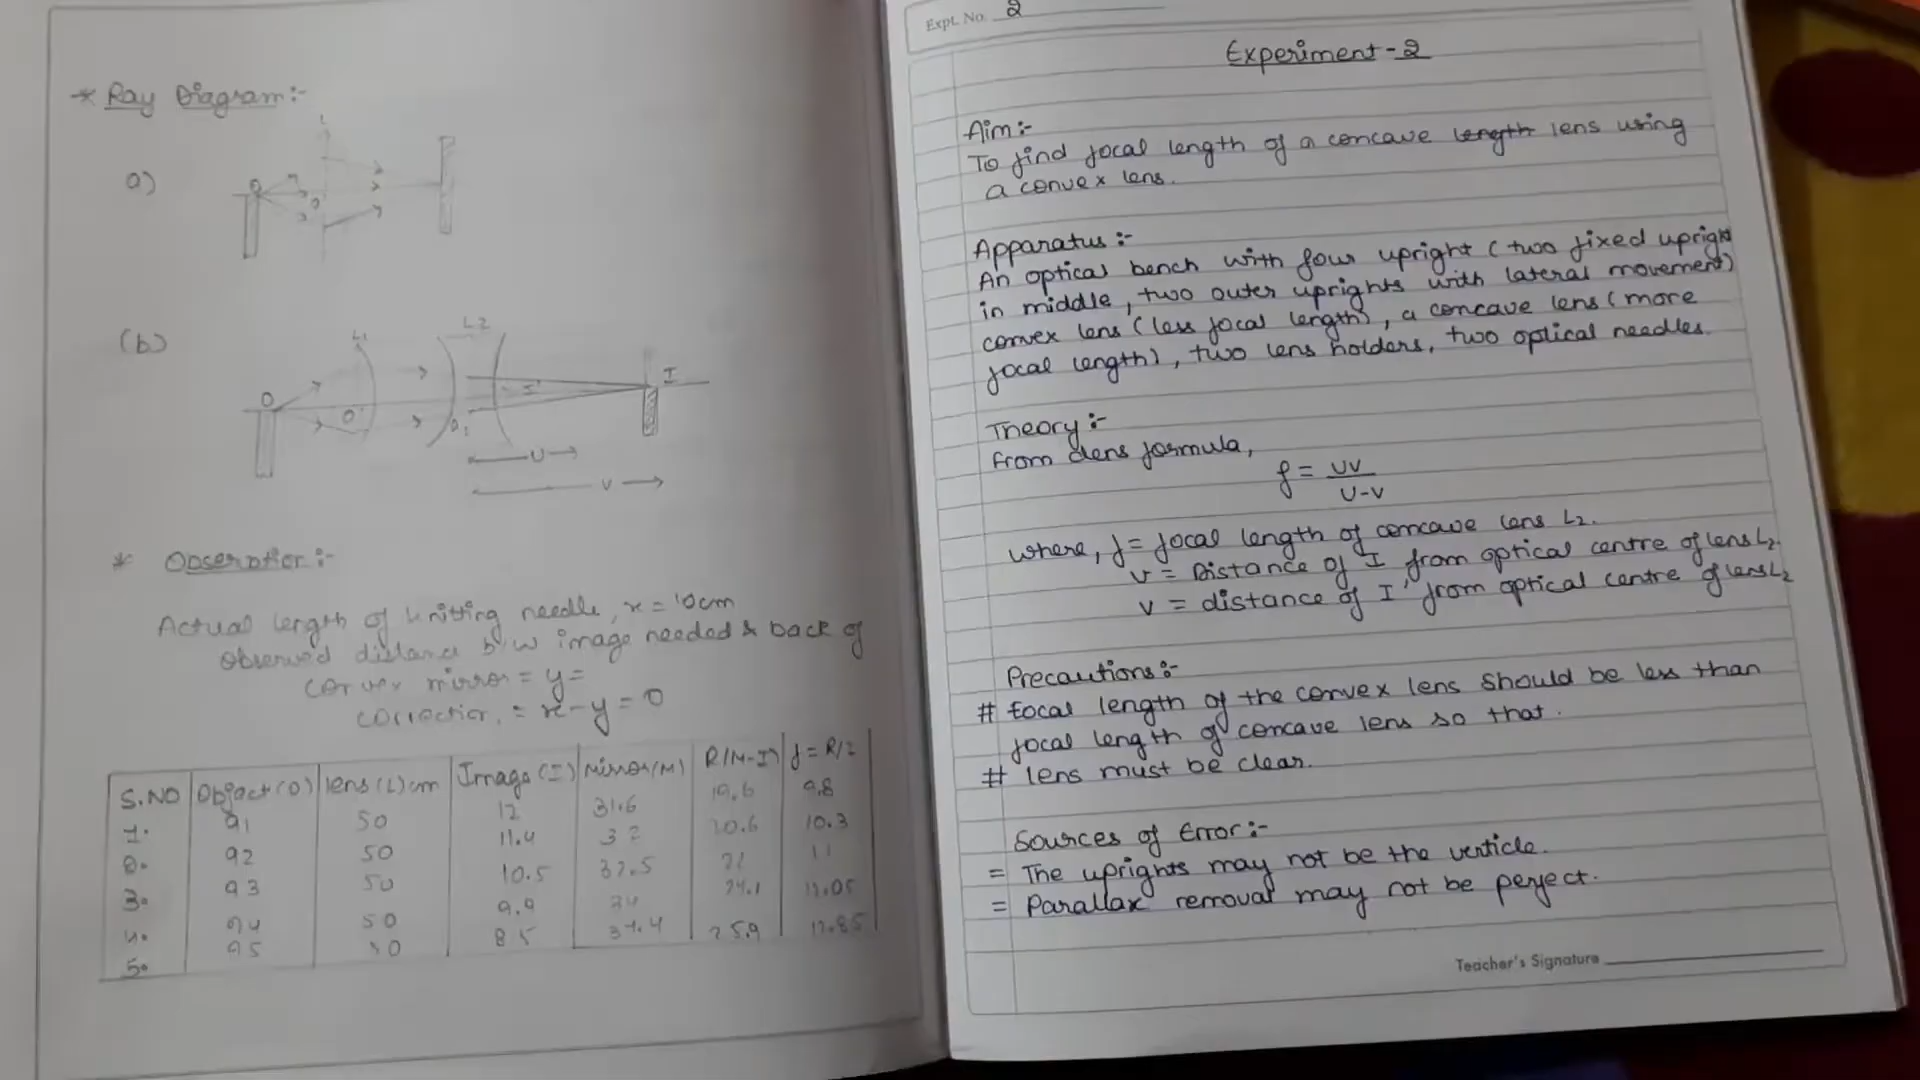 * Ray Diagram:-
a)
L
O
O
(b)
L1
L2
O
O'
I'
I
U
V
* Observation:-
Actual length of knitting needle, x = 10cm
Observed distance b/w image needed & back of
convex mirror = y =
correction, = x-y = 0
S.NO Object(O) lens(L)cm Image(I) Mirror(M) R(M-I) f = R/2
1. 91 50 12 31.6 19.6 9.8
2. 92 50 11.4 32 20.6 10.3
3. 93 50 10.5 32.5 22 11
4. 94 50 9.9 34 24.1 12.05
5. 95 50 8.5 34.4 25.9 12.85
Expt. No. 2
Experiment-2
Aim:-
To find focal length of a concave length lens using
a convex lens.
Apparatus:-
An optical bench with four upright (two fixed upright
in middle, two outer uprights with lateral movement)
convex lens (less focal length), a concave lens (more
focal length), two lens holders, two optical needles.
Theory:-
From lens formula,
f = UV
U-V
where, f = focal length of concave lens L2.
v = Distance of I from optical centre of lens L2
v = distance of I' from optical centre of lens L2
Precautions:-
# focal length of the convex lens should be less than
focal length of concave lens so that.
# lens must be clear.
Sources of Error:-
= The uprights may not be the verticle.
= Parallax removal may not be perfect.
Teacher's Signature